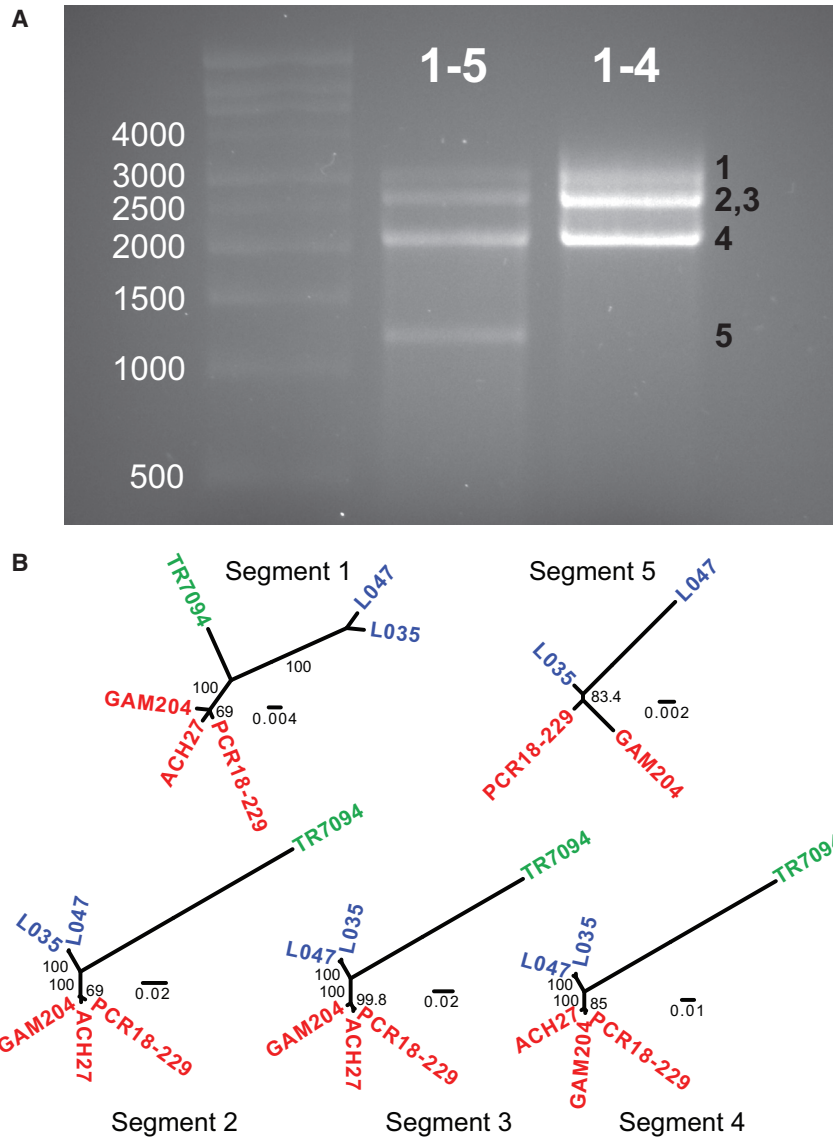 A
1-5 1-4
4000
3000
2500
2000
1500
1000
500
1
2,3
4
5
B
Segment 1
TR7094
L047
L035
100
100
GAM204
69
ACH27
PCR18-229
0.004
Segment 5
L047
L035
83.4
PCR18-229
GAM204
0.002
TR7094
L035
L047
100
100
69
GAM204
ACH27
PCR18-229
0.02
Segment 2
TR7094
L047
L035
100
100
99.8
GAM204
ACH27
PCR18-229
0.02
Segment 3
TR7094
L047
L035
100
100
85
ACH27
GAM204
PCR18-229
0.01
Segment 4